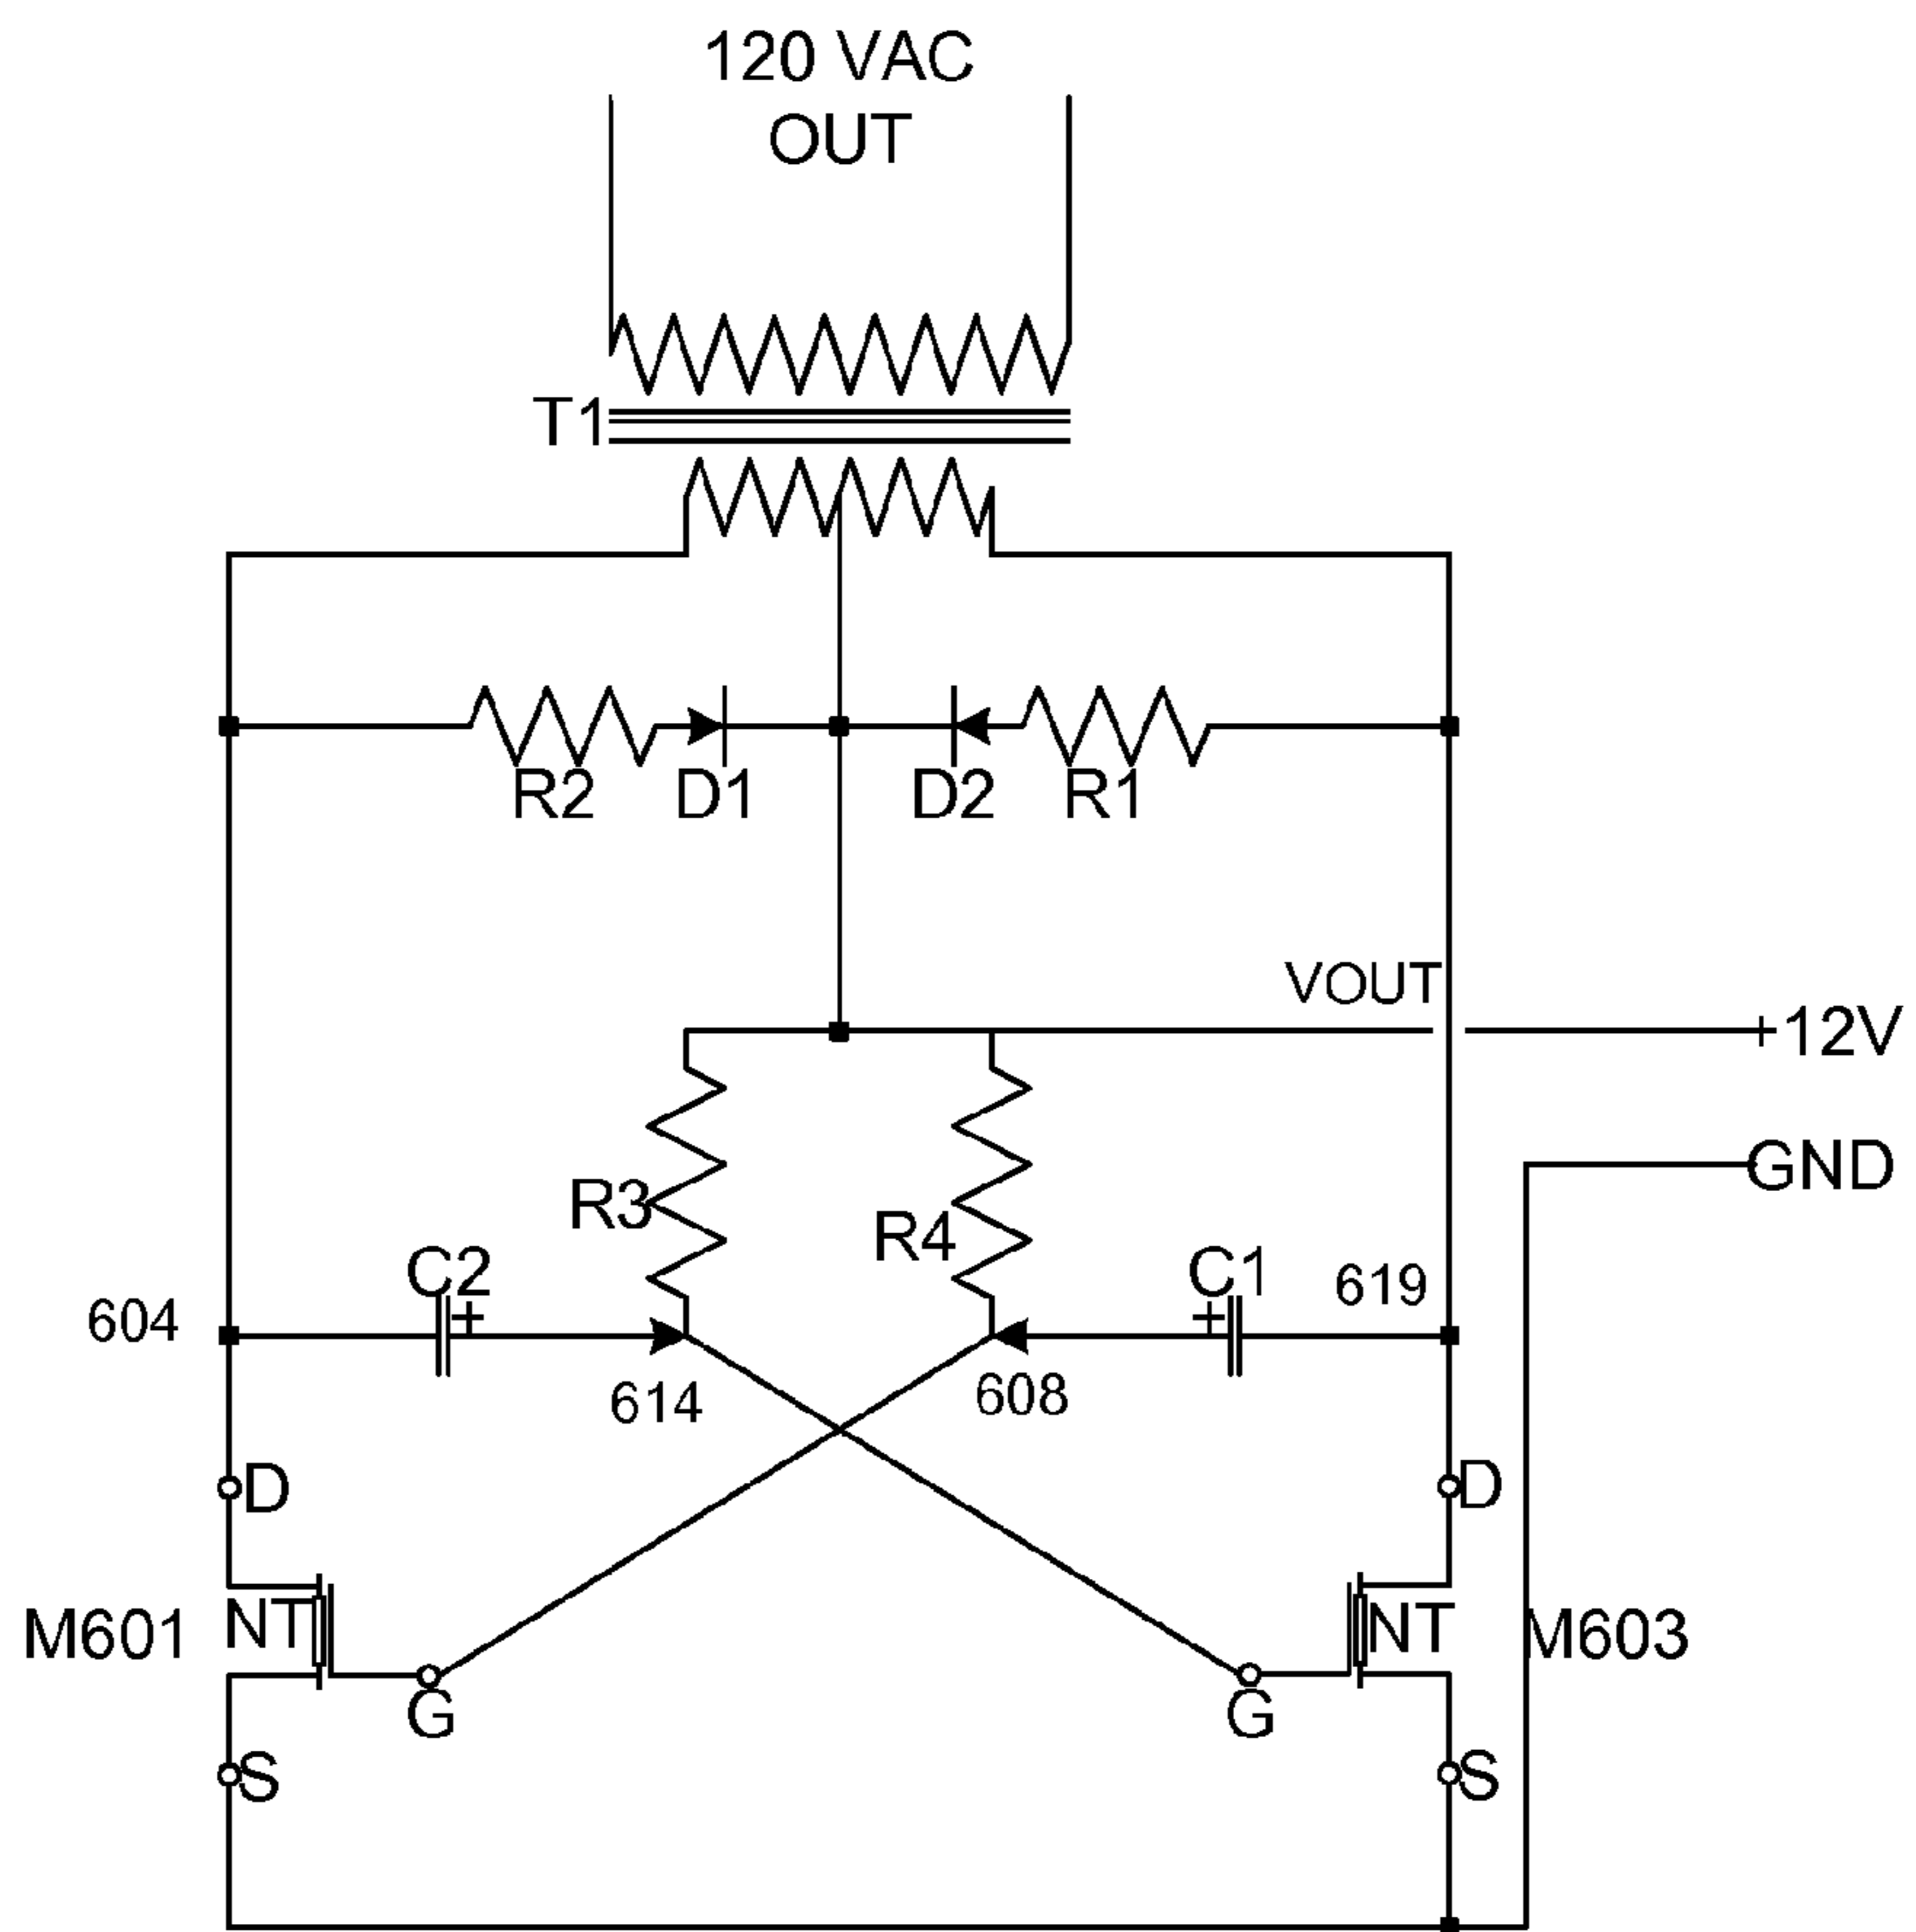 120 VAC
OUT
T1
R2
D1
D2
R1
VOUT
+12V
GND
R3
R4
C2
+
C1
+
619
604
614
608
D
D
M601
NT
NT
M603
G
G
S
S